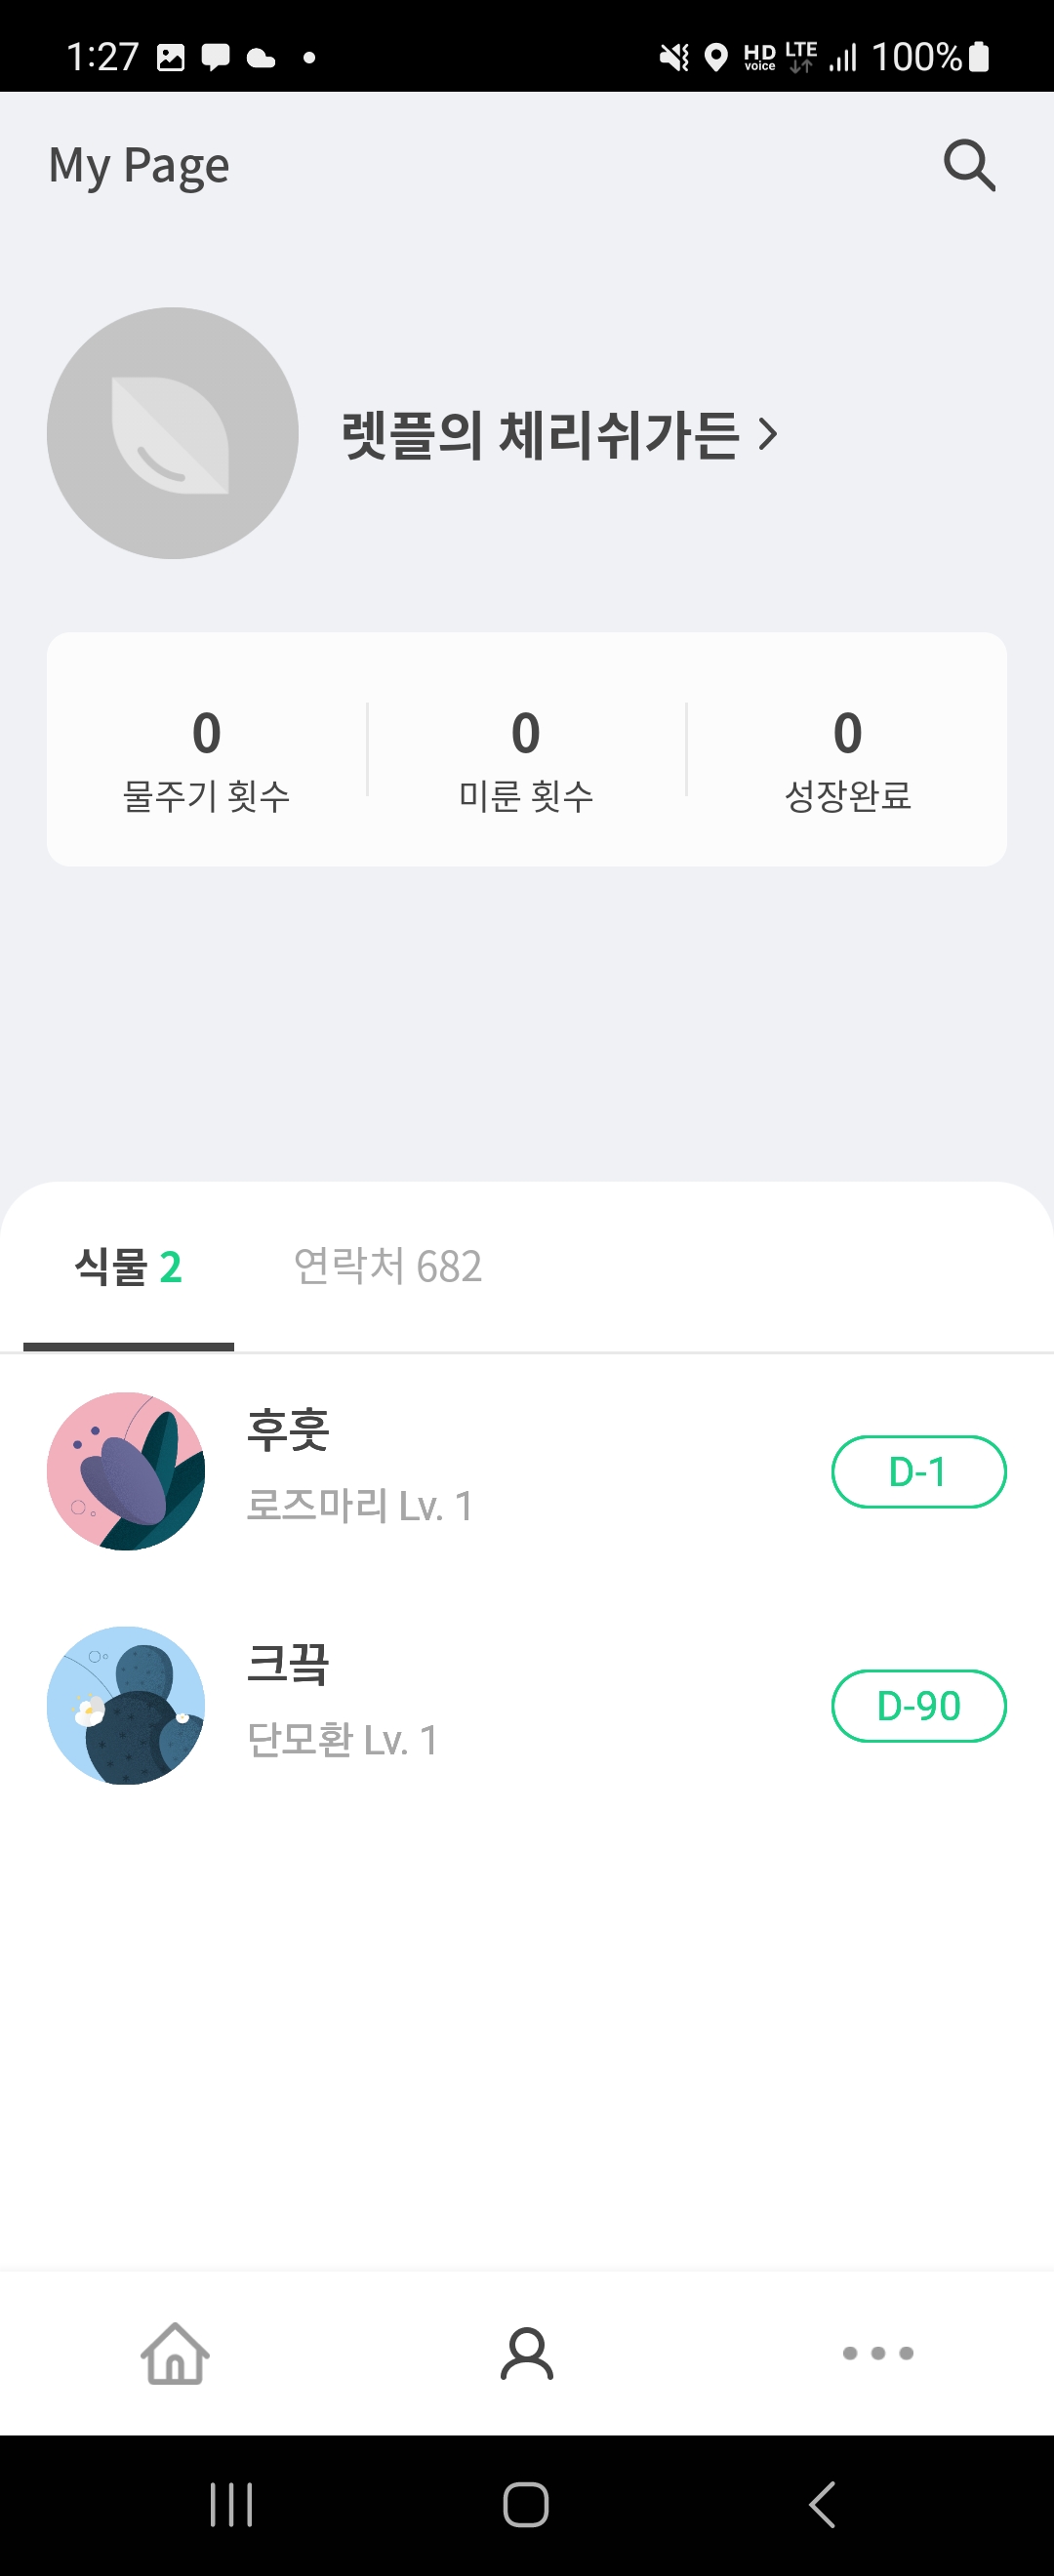 1:27
HD voice LTE 100%
My Page
렛플의 체리쉬가든
0 0 0
물주기 횟수 미룬 횟수 성장완료
식물 2 연락처 682
후훗
로즈마리 Lv. 1
D-1
크끀
단모환 Lv. 1
D-90